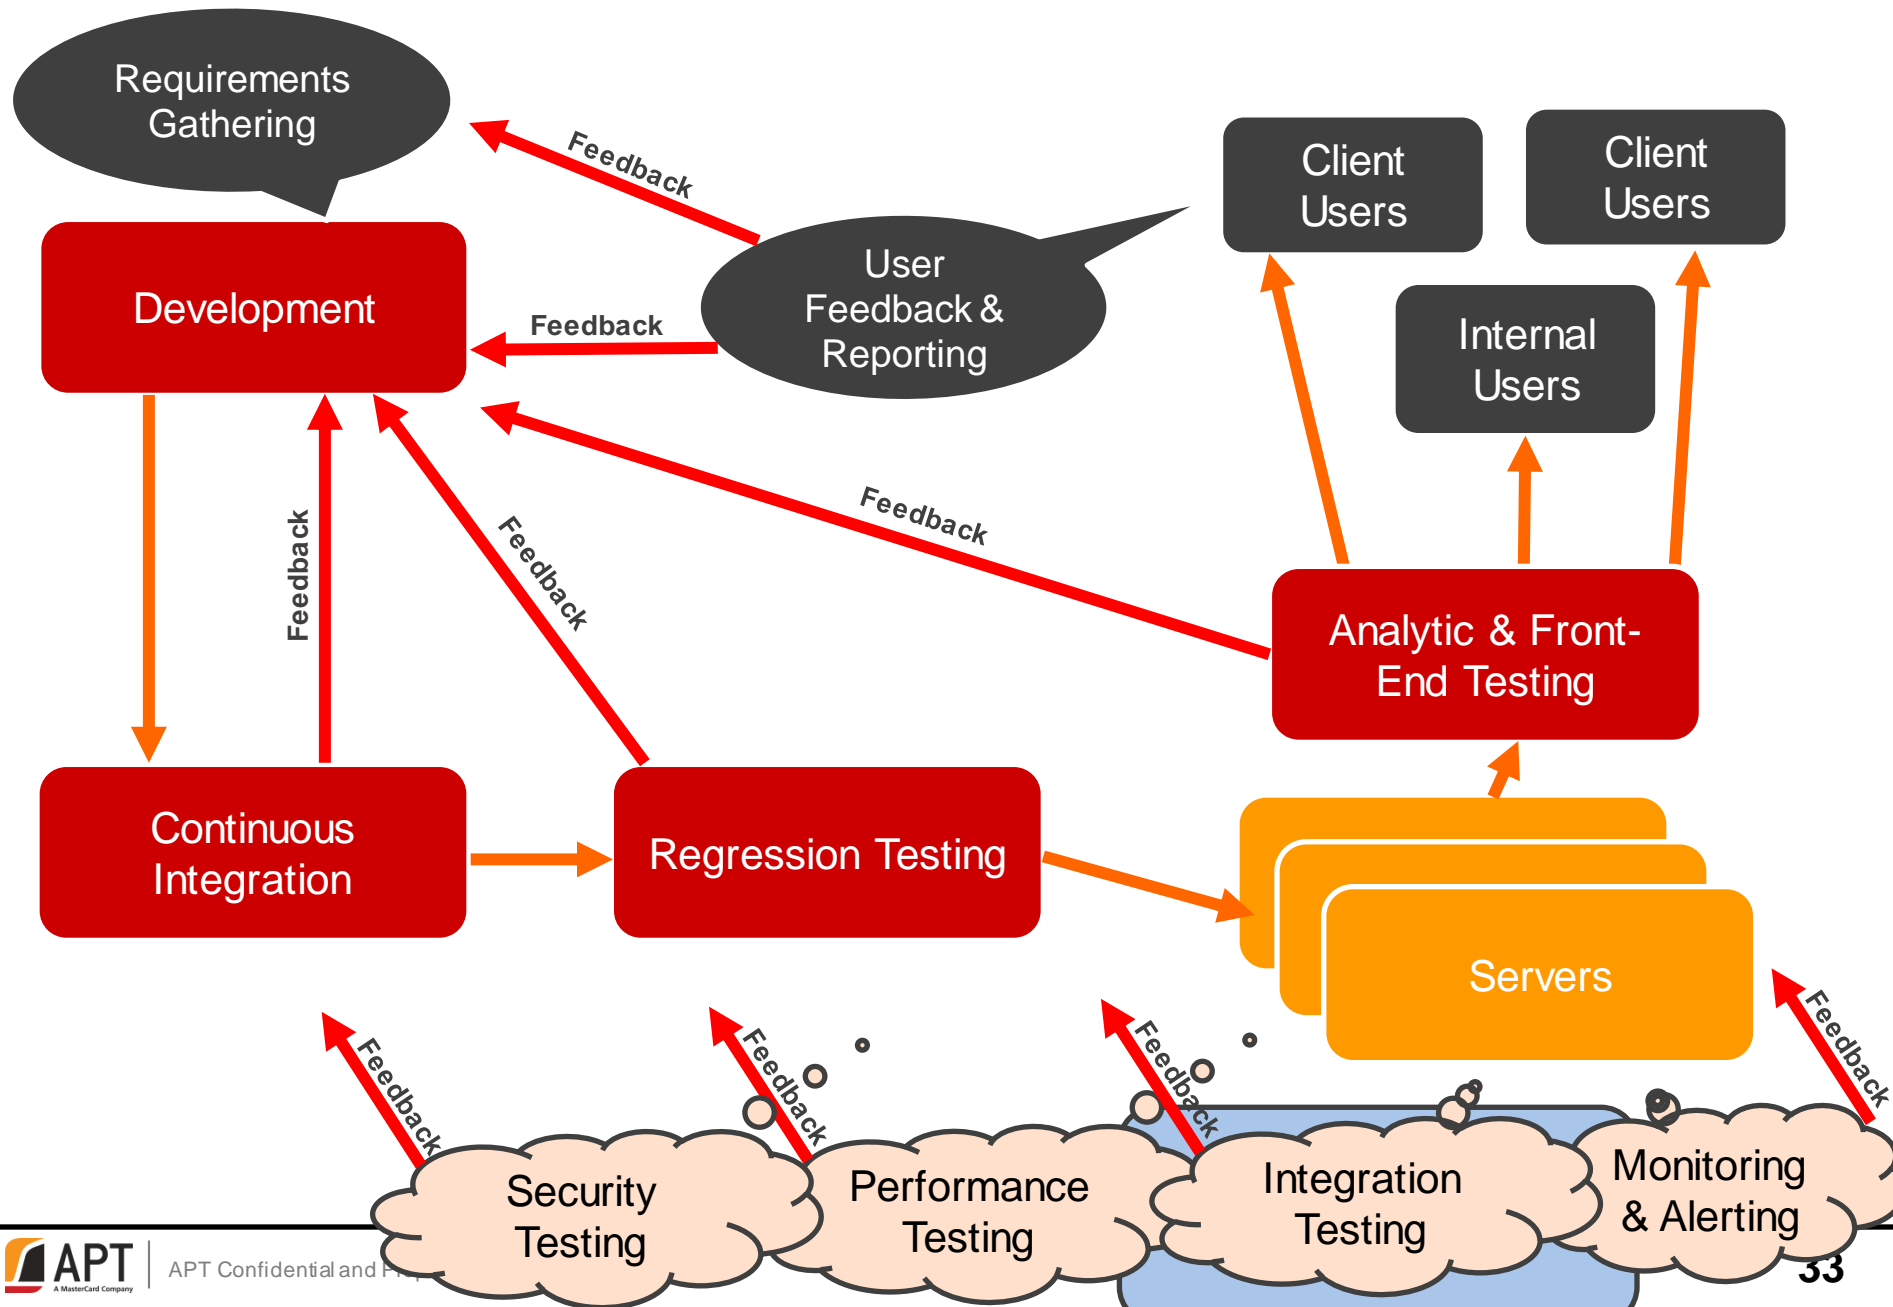 Requirements
Gathering
Feedback
Client
Users
Client
Users
Development
User
Feedback &
Reporting
Feedback
Internal
Users
Feedback
Feedback
Feedback
Analytic & Front-
End Testing
Continuous
Integration
Regression Testing
Servers
Feedback
Feedback
Feedback
Feedback
Security
Testing
Performance
Testing
Integration
Testing
Monitoring
& Alerting
APT
A MasterCard Company
APT Confidential and
33